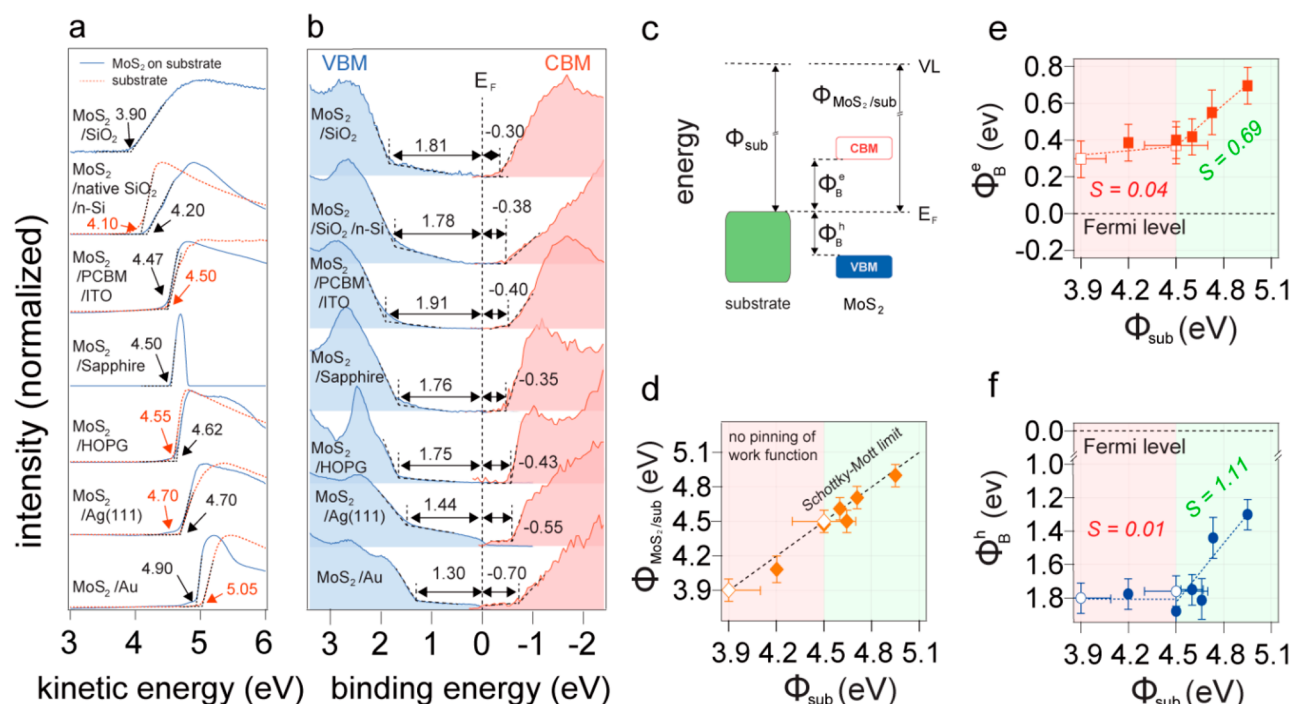 a
intensity (normalized)
MoS2 on substrate
substrate
MoS2
/SiO2
3.90
MoS2
/native SiO2
/n-Si
4.10
4.20
MoS2
/PCBM
/ITO
4.47
4.50
4.50
MoS2
/Sapphire
4.55
MoS2
/HOPG
4.62
4.70
MoS2
/Ag(111)
4.70
4.90
MoS2/Au
5.05
3 4 5 6
kinetic energy (eV)
b
VBM
CBM
EF
MoS2
/SiO2
1.81
-0.30
MoS2
/SiO2/n-Si
1.78
-0.38
MoS2
/PCBM
/ITO
1.91
-0.40
MoS2
/Sapphire
1.76
-0.35
MoS2
/HOPG
1.75
-0.43
MoS2
/Ag(111)
1.44
-0.55
MoS2/Au
1.30
-0.70
3 2 1 0 -1 -2
binding energy (eV)
c
energy
VL
Φsub
ΦMoS2/sub
CBM
ΦBe
EF
ΦBh
VBM
substrate
MoS2
d
ΦMoS2/sub (eV)
no pinning of
work function
Schottky-Mott limit
5.1
4.8
4.5
4.2
3.9
3.9 4.2 4.5 4.8 5.1
Φsub (eV)
e
ΦBe (ev)
0.8
0.6
0.4
0.2
0.0
-0.2
S = 0.04
S = 0.69
Fermi level
3.9 4.2 4.5 4.8 5.1
Φsub (eV)
f
ΦBh (ev)
0.0
1.0
1.2
1.4
1.6
1.8
Fermi level
S = 0.01
S = 1.11
3.9 4.2 4.5 4.8 5.1
Φsub (eV)